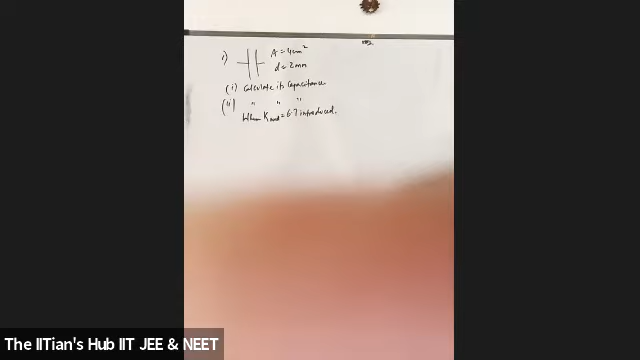 1) A = 4cm²
d = 2mm
(i) Calculate its Capacitance
(ii) " " "
When K = 6.7 introduced.
The IITian's Hub IIT JEE & NEET